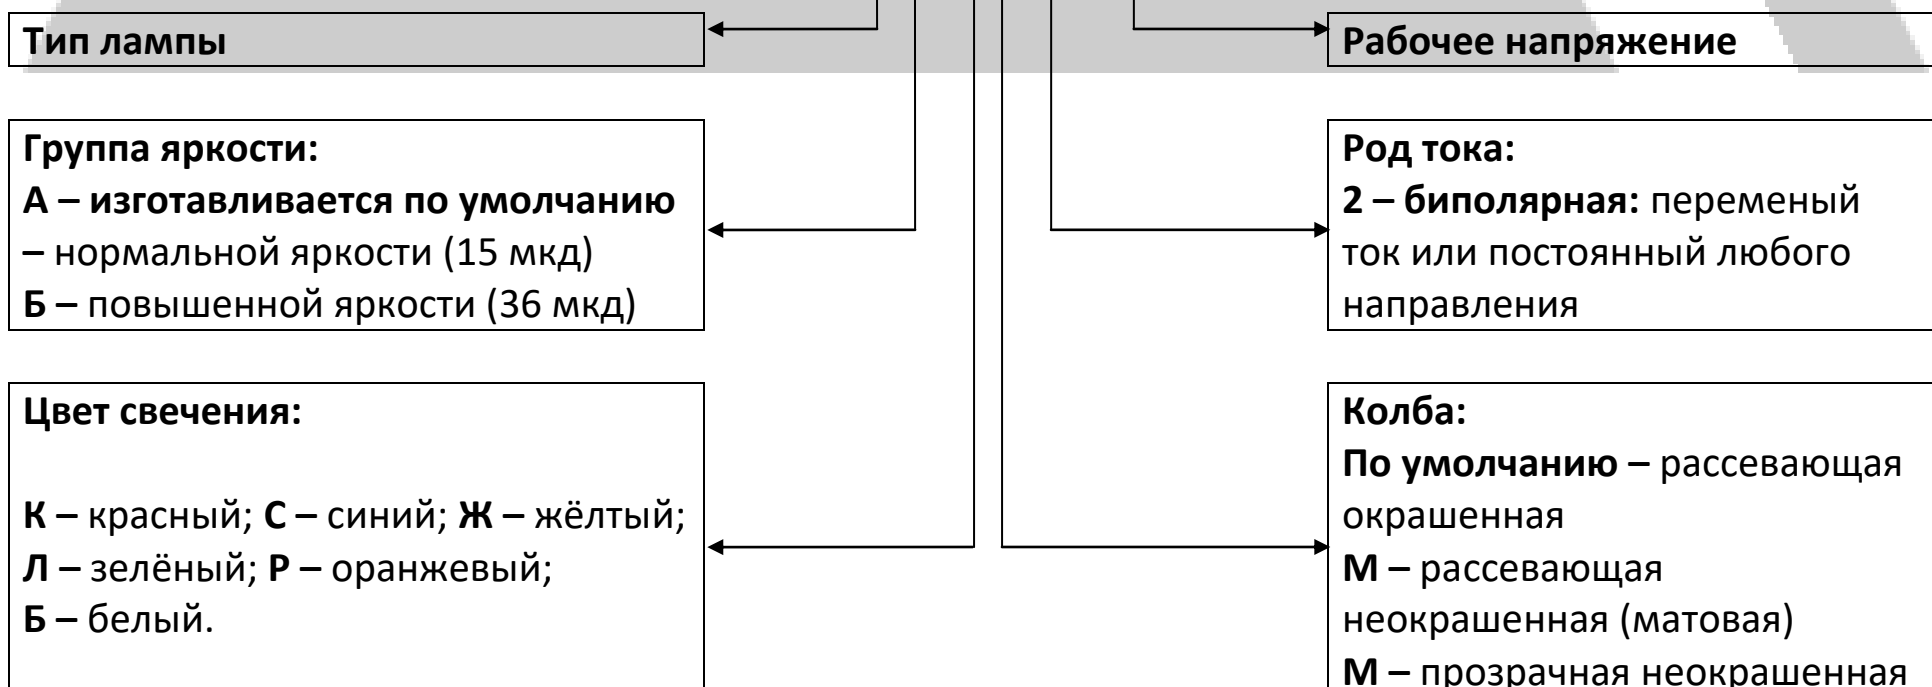 Тип лампы
Рабочее напряжение
Группа яркости:
А – изготавливается по умолчанию
– нормальной яркости (15 мкд)
Б – повышенной яркости (36 мкд)
Род тока:
2 – биполярная: переменый
ток или постоянный любого
направления
Цвет свечения:
К – красный; С – синий; Ж – жёлтый;
Л – зелёный; Р – оранжевый;
Б – белый.
Колба:
По умолчанию – рассевающая
окрашенная
М – рассевающая
неокрашенная (матовая)
М – прозрачная неокрашенная